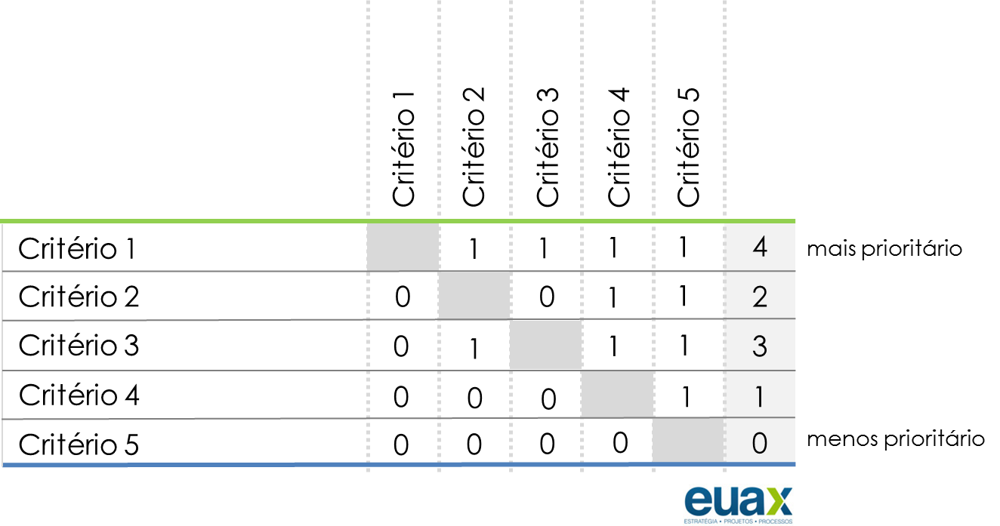 Critério 1
Critério 2
Critério 3
Critério 4
Critério 5
Critério 1 1 1 1 1 4 mais prioritário
Critério 2 0 0 1 1 2
Critério 3 0 1 1 1 3
Critério 4 0 0 0 1 1
Critério 5 0 0 0 0 0 menos prioritário
euax
ESTRATÉGIA • PROJETOS • PROCESSOS